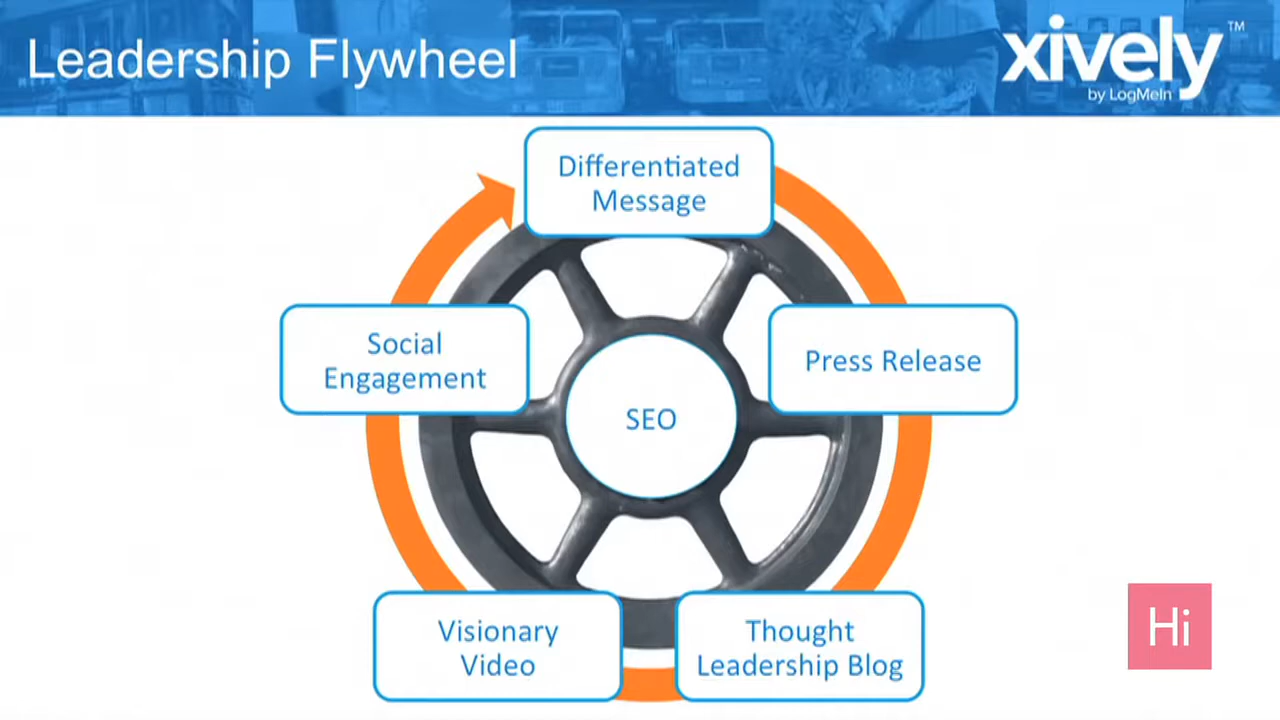 Leadership Flywheel
xively™
by LogMeIn
Differentiated
Message
Social
Engagement
Press Release
SEO
Visionary
Video
Thought
Leadership Blog
Hi